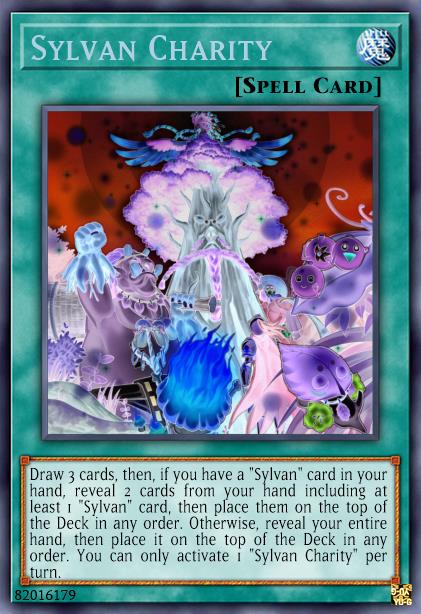 Sylvan Charity
魔
[Spell Card]
Draw 3 cards, then, if you have a "Sylvan" card in your
hand, reveal 2 cards from your hand including at
least 1 "Sylvan" card, then place them on the top of
the Deck in any order. Otherwise, reveal your entire
hand, then place it on the top of the Deck in any
order. You can only activate 1 "Sylvan Charity" per
turn.
82016179